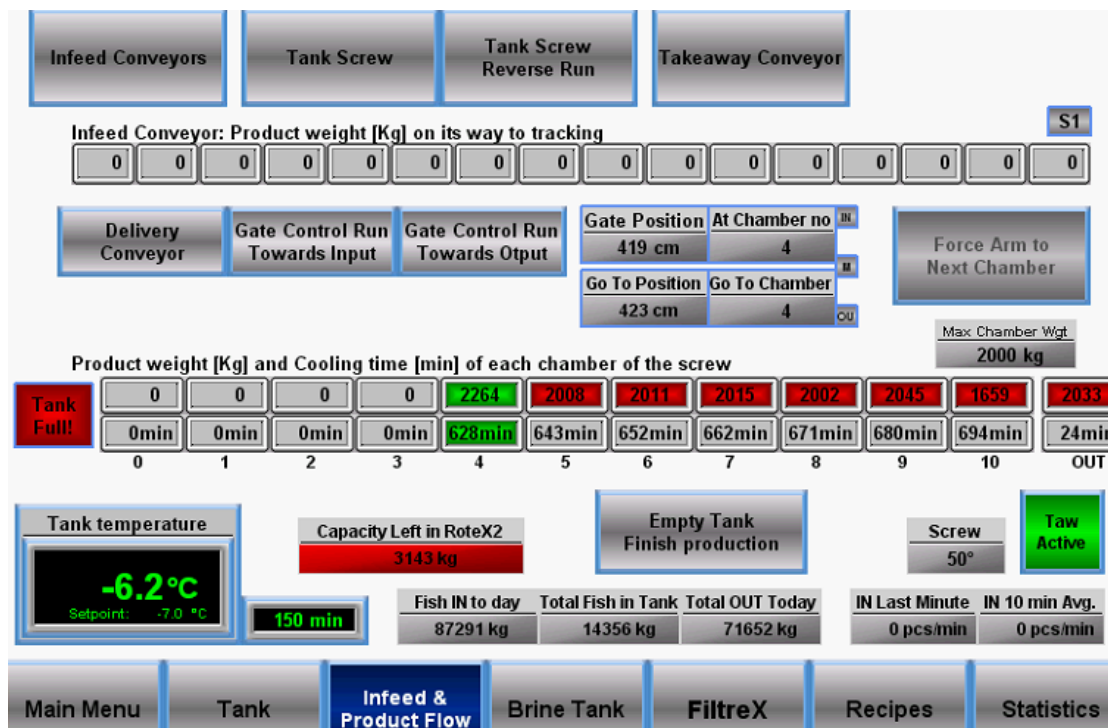 Infeed Conveyors
Tank Screw
Tank Screw
Reverse Run
Takeaway Conveyor
S1
Infeed Conveyor: Product weight [Kg] on its way to tracking
0 0 0 0 0 0 0 0 0 0 0 0 0 0 0 0
Delivery
Conveyor
Gate Control Run
Towards Input
Gate Control Run
Towards Otput
Gate Position
419 cm
At Chamber no
4
IN
M
Go To Position
423 cm
Go To Chamber
4
OU
Force Arm to
Next Chamber
Max Chamber Wgt
2000 kg
Product weight [Kg] and Cooling time [min] of each chamber of the screw
Tank
Full!
0 0 0 0 2264 2008 2011 2015 2002 2045 1659 2033
0min 0min 0min 0min 628min 643min 652min 662min 671min 680min 694min 24min
0 1 2 3 4 5 6 7 8 9 10 OUT
Tank temperature
-6.2°C
Setpoint: -7.0 °C
150 min
Capacity Left in RoteX2
3143 kg
Empty Tank
Finish production
Screw
50°
Taw
Active
Fish IN to day Total Fish in Tank Total OUT Today
87291 kg 14356 kg 71652 kg
IN Last Minute IN 10 min Avg.
0 pcs/min 0 pcs/min
Main Menu
Tank
Infeed &
Product Flow
Brine Tank
FiltreX
Recipes
Statistics